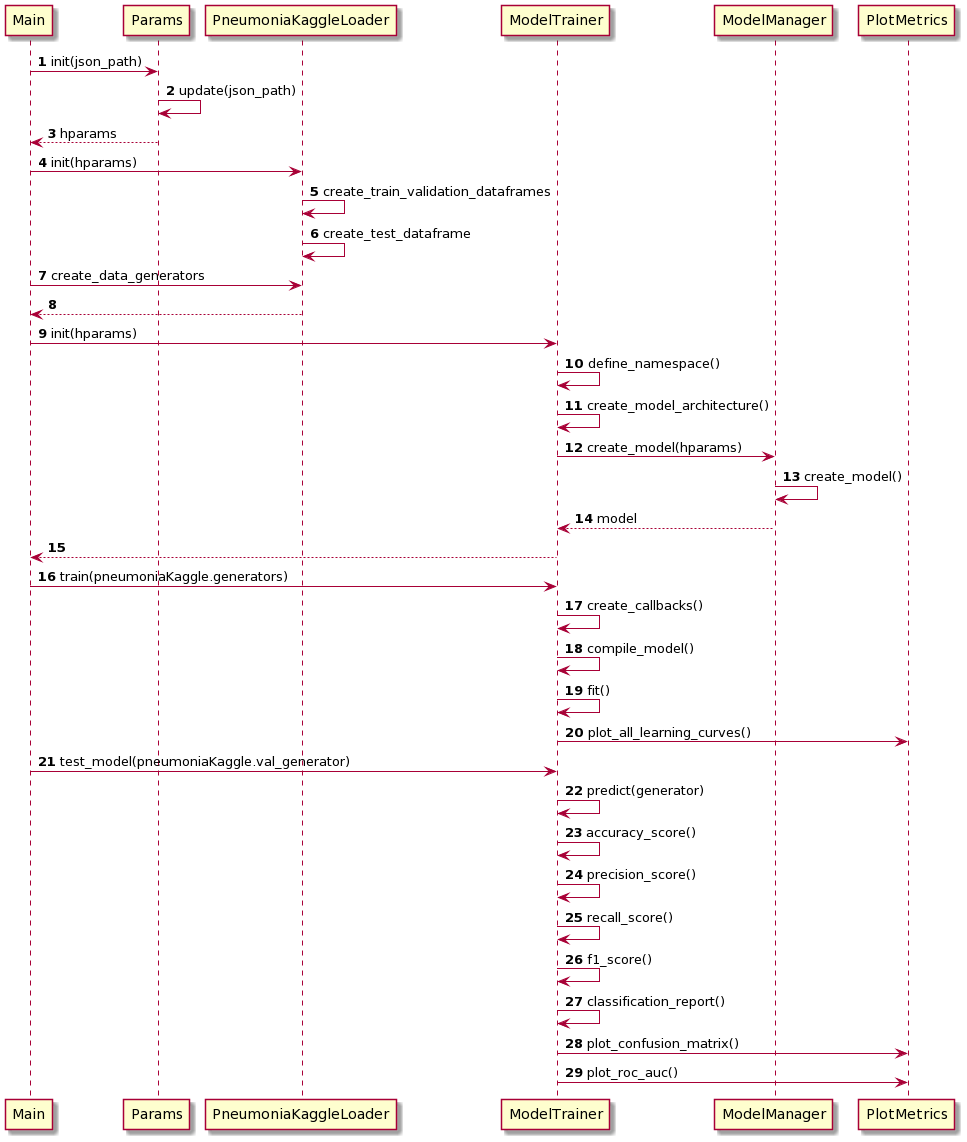 Main Params PneumoniaKaggleLoader ModelTrainer ModelManager PlotMetrics
1 init(json_path)
2 update(json_path)
3 hparams
4 init(hparams)
5 create_train_validation_dataframes
6 create_test_dataframe
7 create_data_generators
8
9 init(hparams)
10 define_namespace()
11 create_model_architecture()
12 create_model(hparams)
13 create_model()
14 model
15
16 train(pneumoniaKaggle.generators)
17 create_callbacks()
18 compile_model()
19 fit()
20 plot_all_learning_curves()
21 test_model(pneumoniaKaggle.val_generator)
22 predict(generator)
23 accuracy_score()
24 precision_score()
25 recall_score()
26 f1_score()
27 classification_report()
28 plot_confusion_matrix()
29 plot_roc_auc()
Main Params PneumoniaKaggleLoader ModelTrainer ModelManager PlotMetrics